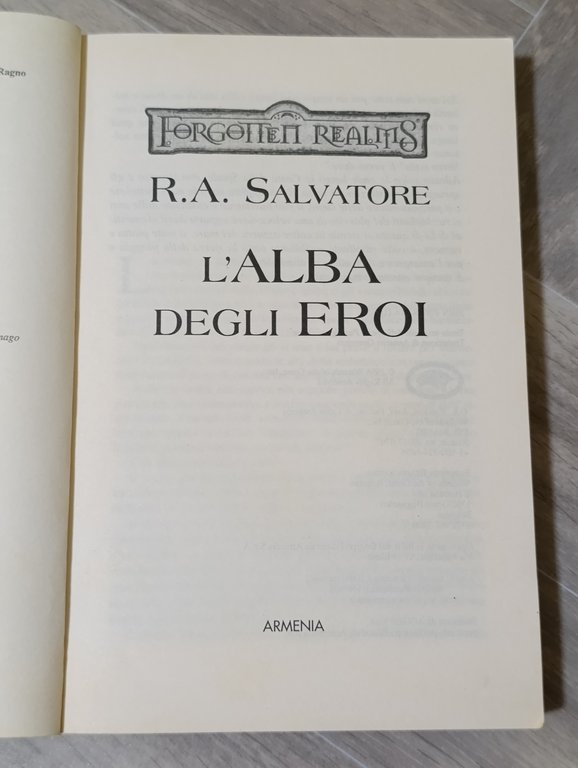 Ragno
mago
FORGOTTEN REALMS
R.A. SALVATORE
L'ALBA
DEGLI EROI
ARMENIA